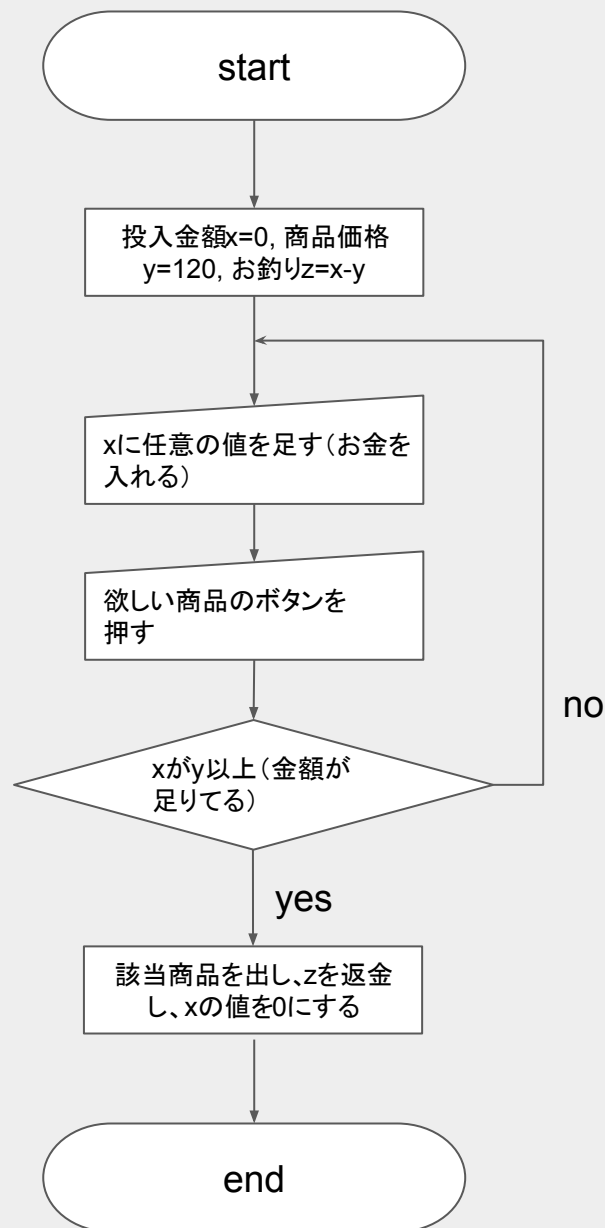 start
投入金額x=0, 商品価格
y=120, お釣りz=x-y
xに任意の値を足す(お金を
入れる)
欲しい商品のボタンを
押す
no
xがy以上(金額が
足りてる)
yes
該当商品を出し、zを返金
し、xの値を0にする
end